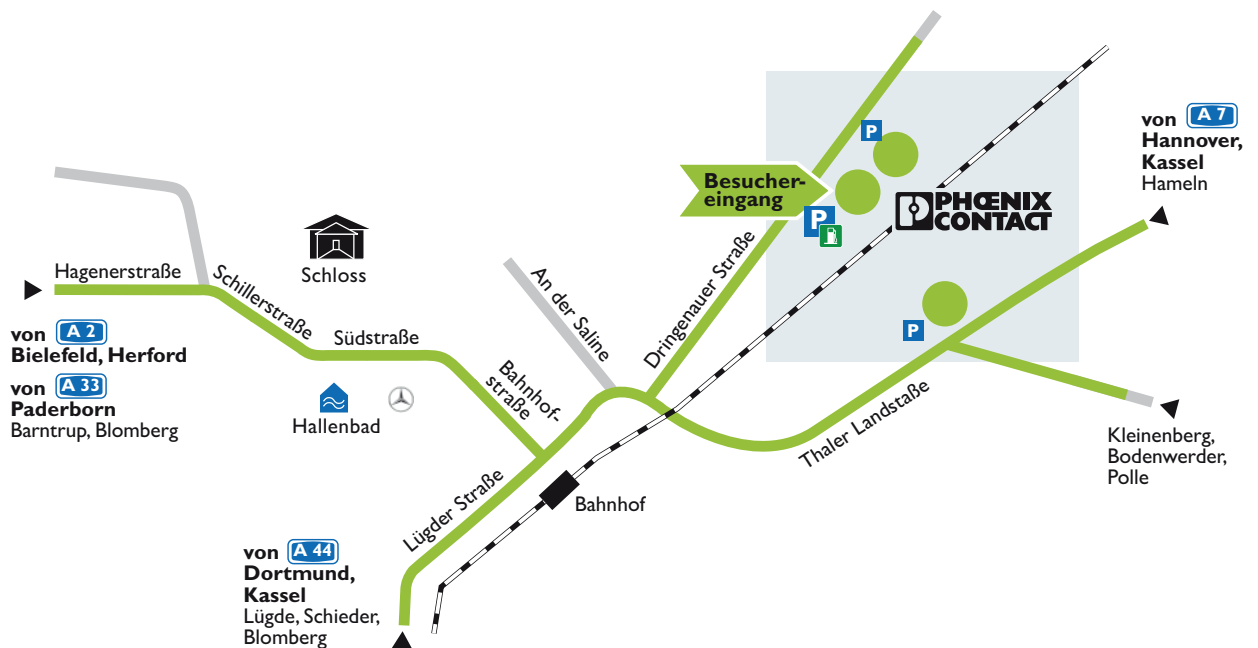 von A 7
Hannover,
Kassel
Hameln
P
Besucher-
eingang
P
PHŒNIX
CONTACT
Schloss
Hagenerstraße
Schillerstraße
An der Saline
Dringenauer Straße
P
von A 2
Bielefeld, Herford
von A 33
Paderborn
Barntrup, Blomberg
Südstraße
Bahnhof-
straße
Hallenbad
Thaler Landstaße
Kleinenberg,
Bodenwerder,
Polle
Lügder Straße
Bahnhof
von A 44
Dortmund,
Kassel
Lügde, Schieder,
Blomberg